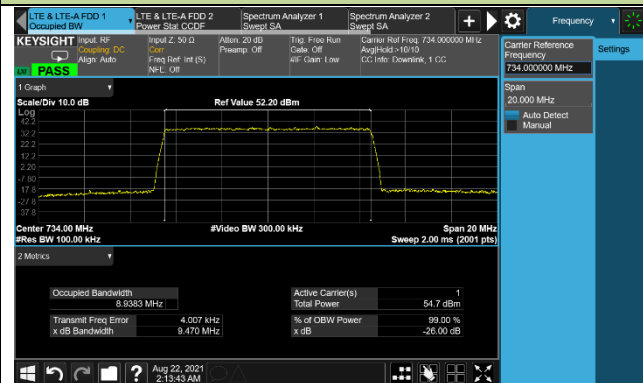 LTE & LTE-A FDD 1
Occupied BW
LTE & LTE-A FDD 2
Power Stat CCDF
Spectrum Analyzer 1
Swept SA
Spectrum Analyzer 2
Swept SA
Frequency
KEYSIGHT
Input: RF
Coupling: DC
Align: Auto
Input Z: 50 Ω
Corr
Freq Ref: Int (S)
NFE: Off
Atten: 20 dB
Preamp: Off
Trig: Free Run
Gate: Off
#IF Gain: Low
Carrier Ref Freq: 734.000000 MHz
Avg|Hold:>10/10
CC Info: Downlink, 1 CC
PASS
Carrier Reference
Frequency
734.000000 MHz
Settings
Span
20.000 MHz
Auto Detect
Manual
1 Graph
Scale/Div 10.0 dB
Ref Value 52.20 dBm
Log
42.2
32.2
22.2
12.2
2.20
-7.80
-17.8
-27.8
-37.8
Center 734.00 MHz
#Video BW 300.00 kHz
Span 20 MHz
#Res BW 100.00 kHz
Sweep 2.00 ms (2001 pts)
2 Metrics
Occupied Bandwidth
8.9383 MHz
Active Carrier(s) 1
Total Power 54.7 dBm
Transmit Freq Error 4.007 kHz
x dB Bandwidth 9.470 MHz
% of OBW Power 99.00 %
x dB -26.00 dB
?
Aug 22, 2021
2:13:43 AM